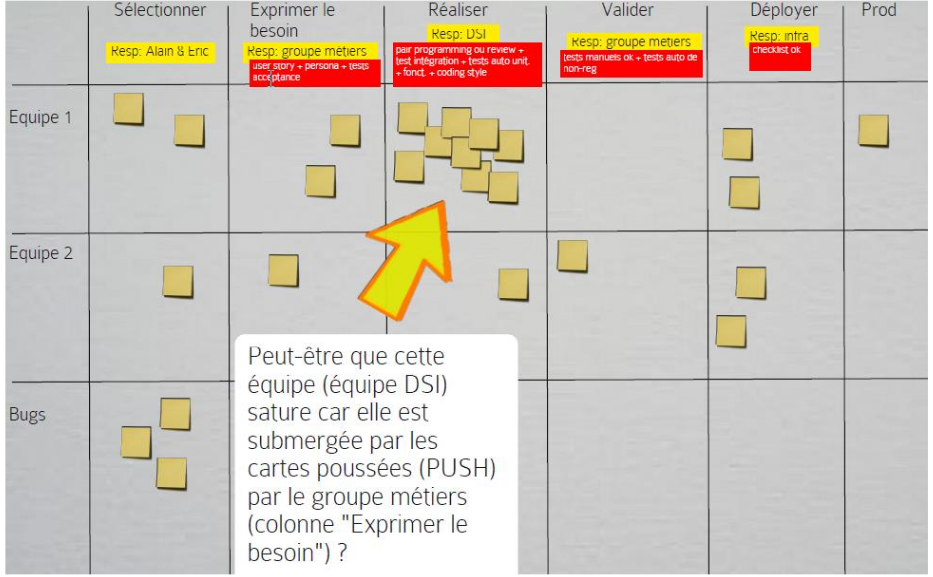 Sélectionner
Resp: Alain & Eric
Exprimer le
besoin
Resp: groupe métiers
user story + persona + tests
acceptance
Réaliser
Resp: DSI
pair programming ou review +
test intégration + tests auto unit.
+ fonct. + coding style
Valider
Resp: groupe métiers
tests manuels ok + tests auto de
non-reg
Déployer
Resp: infra
checklist ok
Prod
Equipe 1
Equipe 2
Bugs
Peut-être que cette
équipe (équipe DSI)
sature car elle est
submergée par les
cartes poussées (PUSH)
par le groupe métiers
(colonne "Exprimer le
besoin") ?